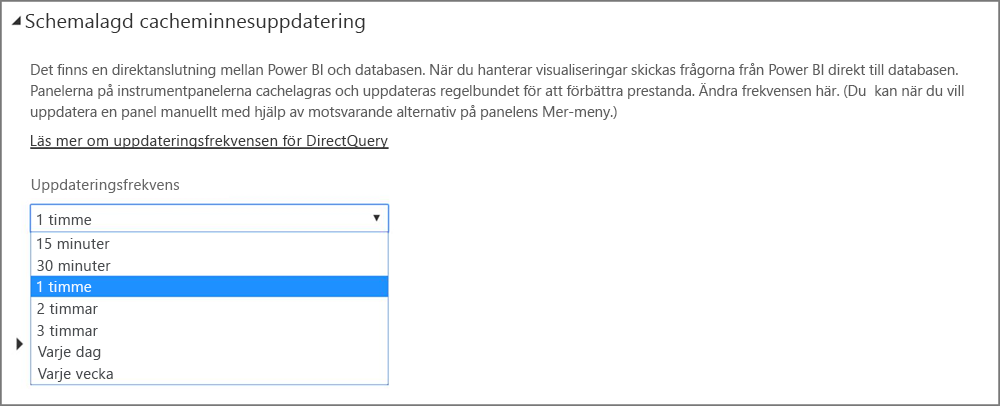 Schemalagd cacheminnesuppdatering
Det finns en direktanslutning mellan Power BI och databasen. När du hanterar visualiseringar skickas frågorna från Power BI direkt till databasen.
Panelerna på instrumentpanelerna cachelagras och uppdateras regelbundet för att förbättra prestanda. Ändra frekvensen här. (Du kan när du vill
uppdatera en panel manuellt med hjälp av motsvarande alternativ på panelens Mer-meny.)
Läs mer om uppdateringsfrekvensen för DirectQuery
Uppdateringsfrekvens
1 timme
15 minuter
30 minuter
1 timme
2 timmar
3 timmar
Varje dag
Varje vecka